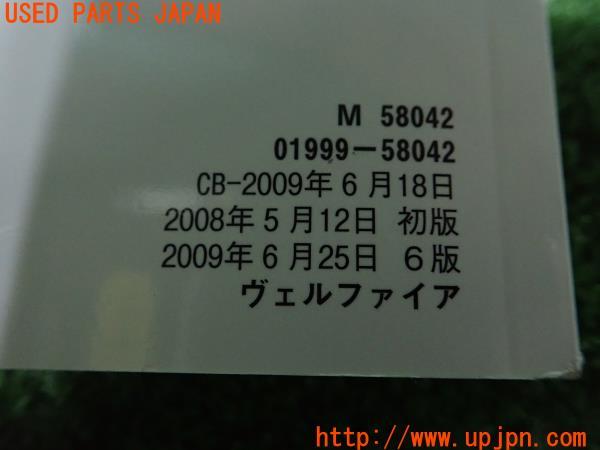 USED PARTS JAPAN
M 58042
01999-58042
CB-2009年6月18日
2008年5月12日 初版
2009年6月25日 6版
ヴェルファイア
http://www.upjpn.com/